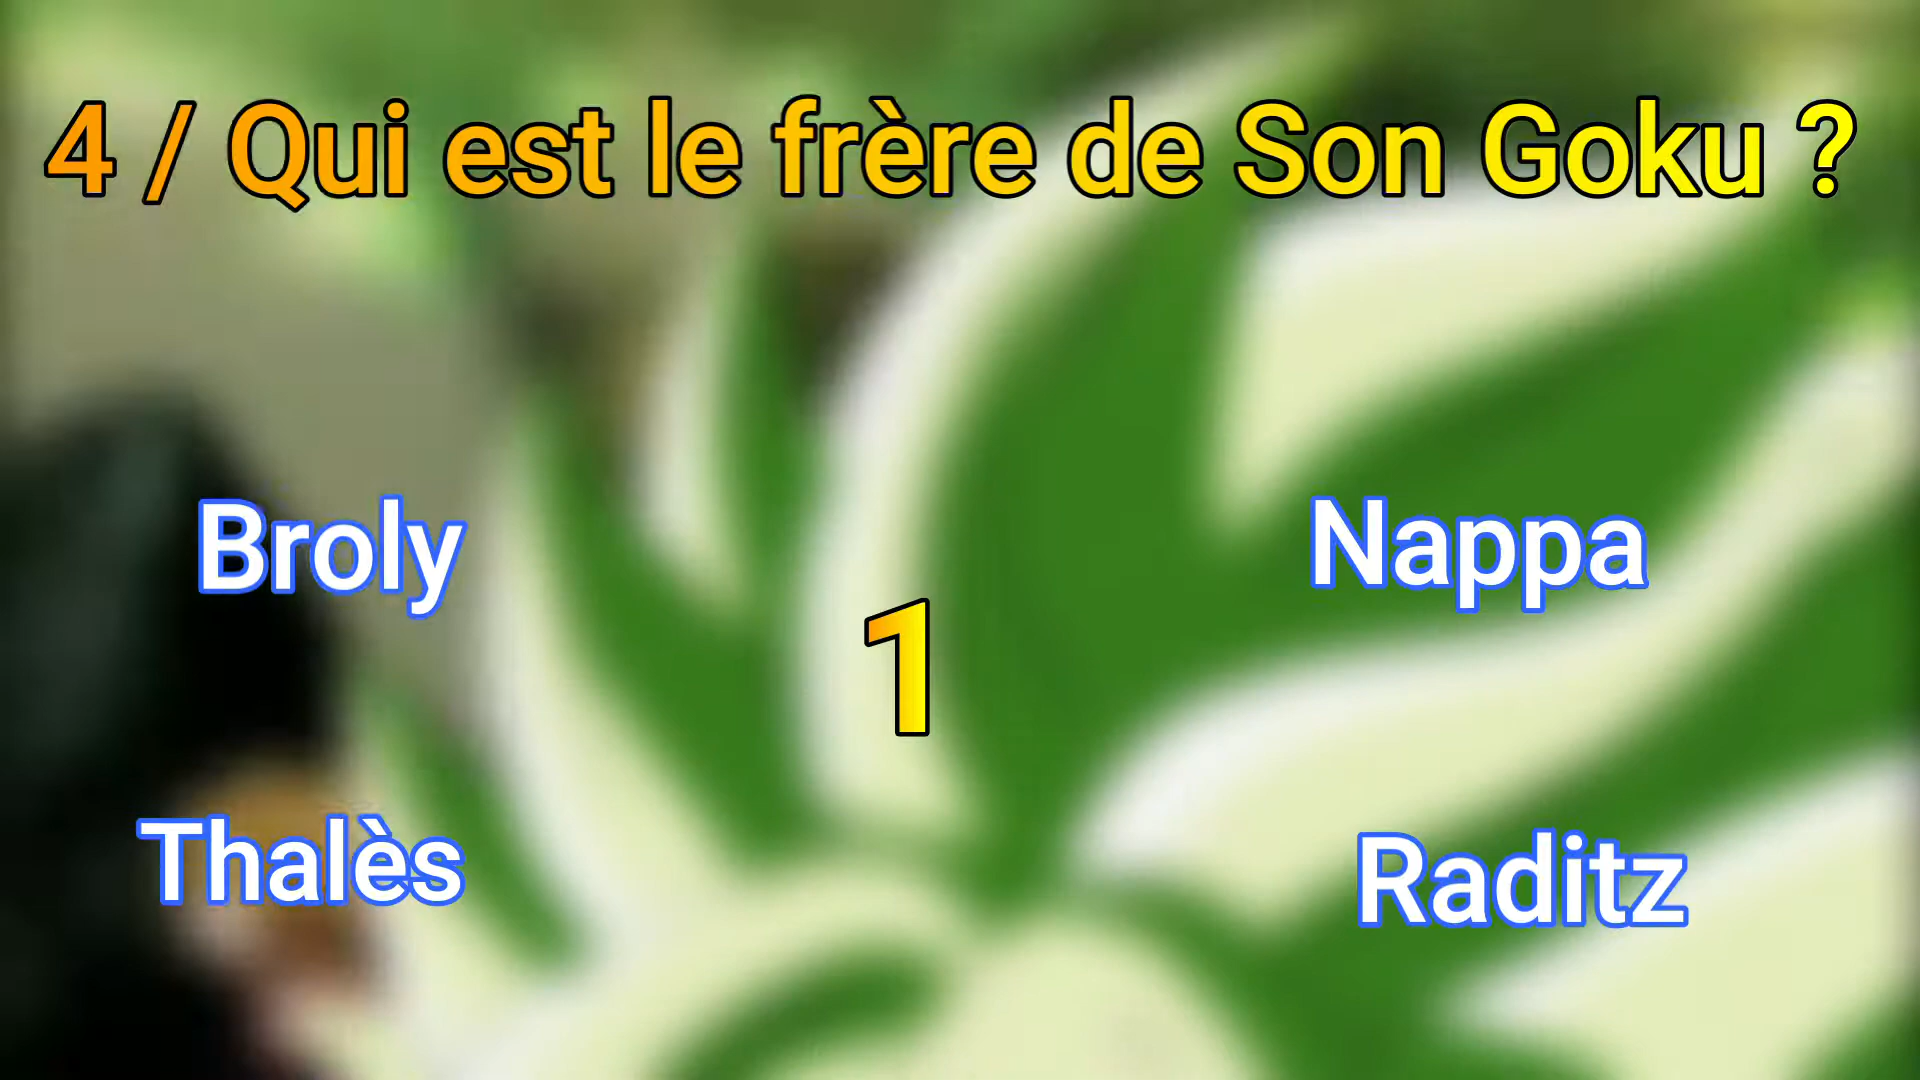 4 / Qui est le frère de Son Goku ?
Broly
Nappa
1
Thalès
Raditz